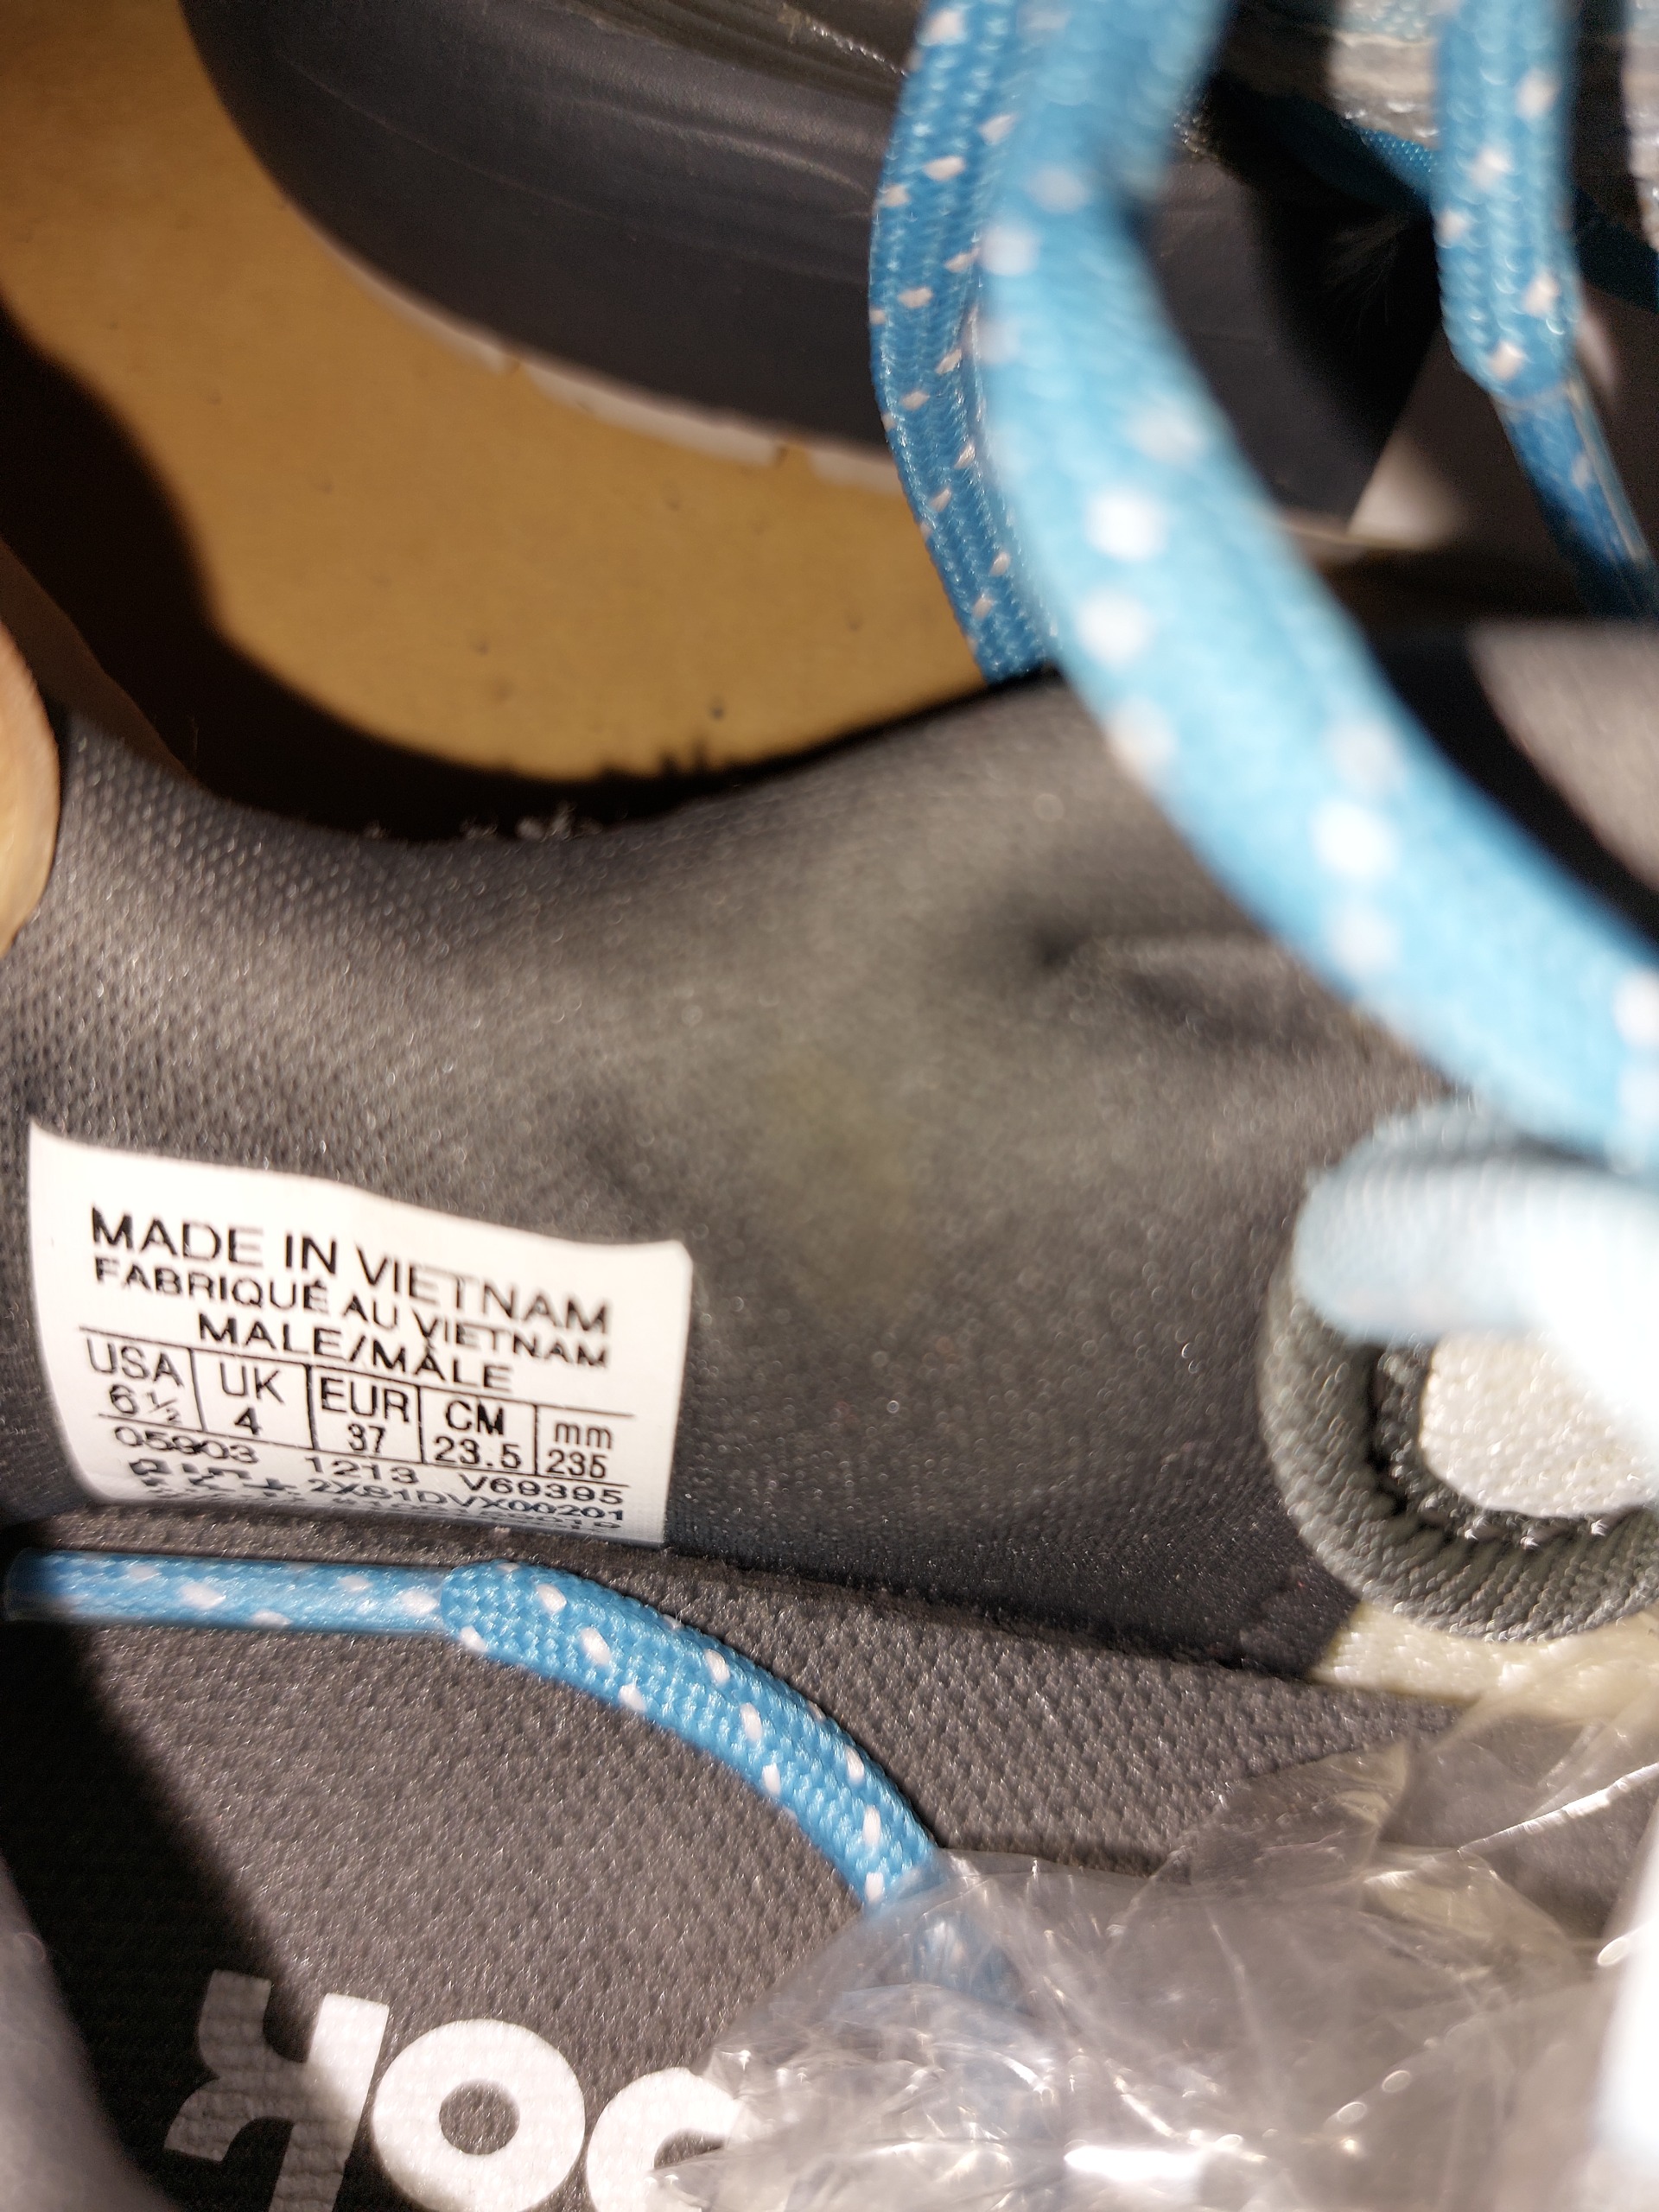 MADE IN VIETNAM
FABRIQUÉ AU VIETNAM
MALE/MÂLE
USA UK EUR CM mm
6½ 4 37 23.5 235
05903 1213 V69395
2XS1DVX00201